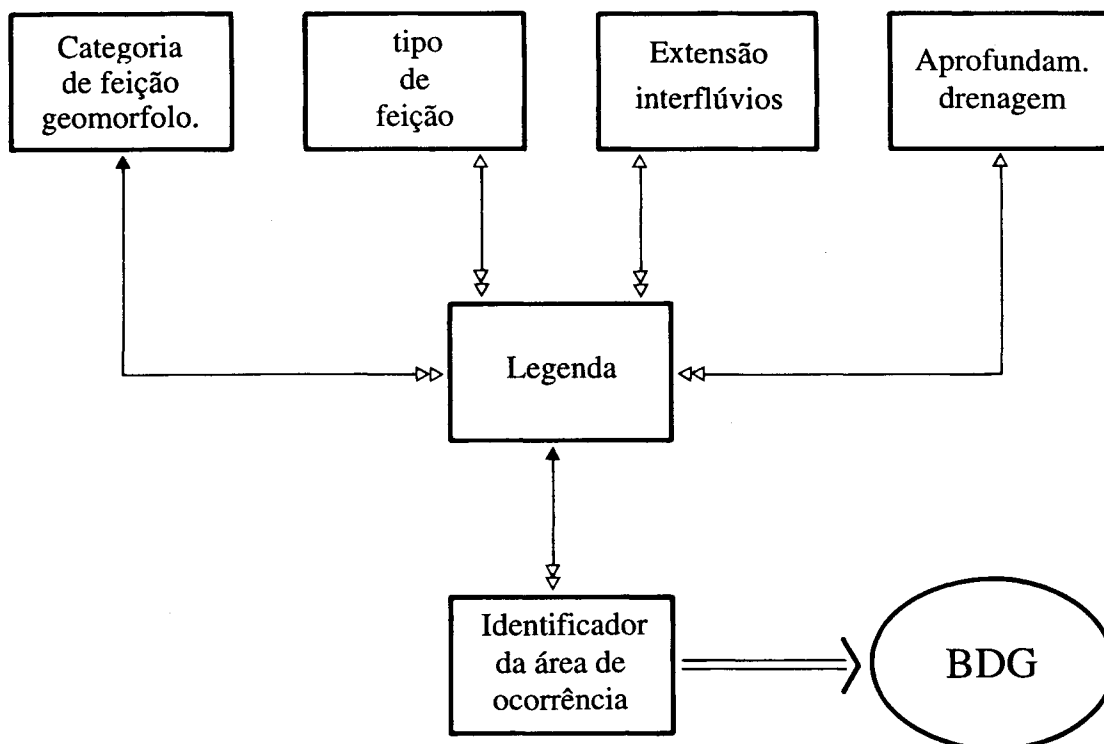 Categoria
de feição
geomorfolo.
tipo
de
feição
Extensão
interflúvios
Aprofundam.
drenagem
Legenda
Identificador
da área de
ocorrência
BDG